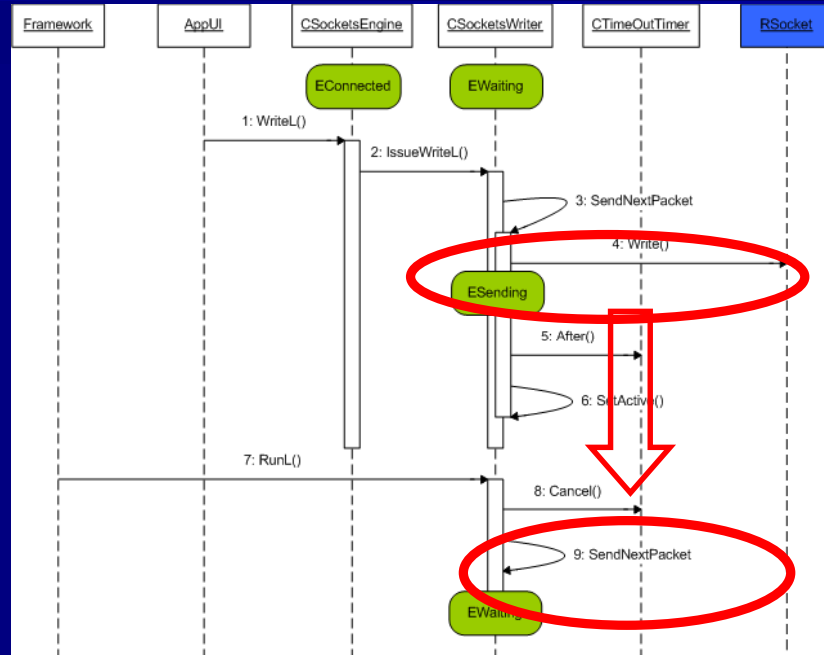 Framework
AppUI
CSocketsEngine
CSocketsWriter
CTimeOutTimer
RSocket
EConnected
EWaiting
1: WriteL()
2: IssueWriteL()
3: SendNextPacket
4: Write()
ESending
5: After()
6: SetActive()
7: RunL()
8: Cancel()
9: SendNextPacket
EWaiting